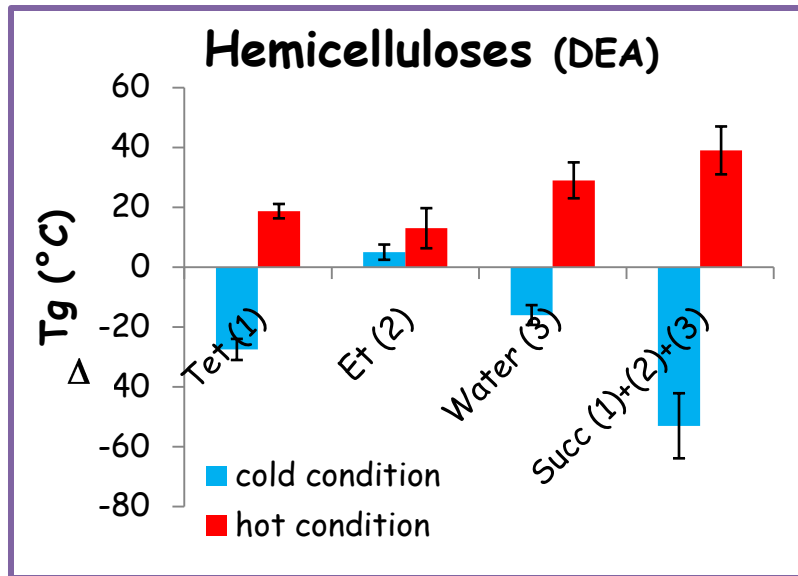 Hemicelluloses (DEA)
60
40
20
0
-20
-40
-60
-80
Δ Tg (°C)
Tet (1)
Et (2)
Water (3)
Succ (1)+(2)+(3)
cold condition
hot condition